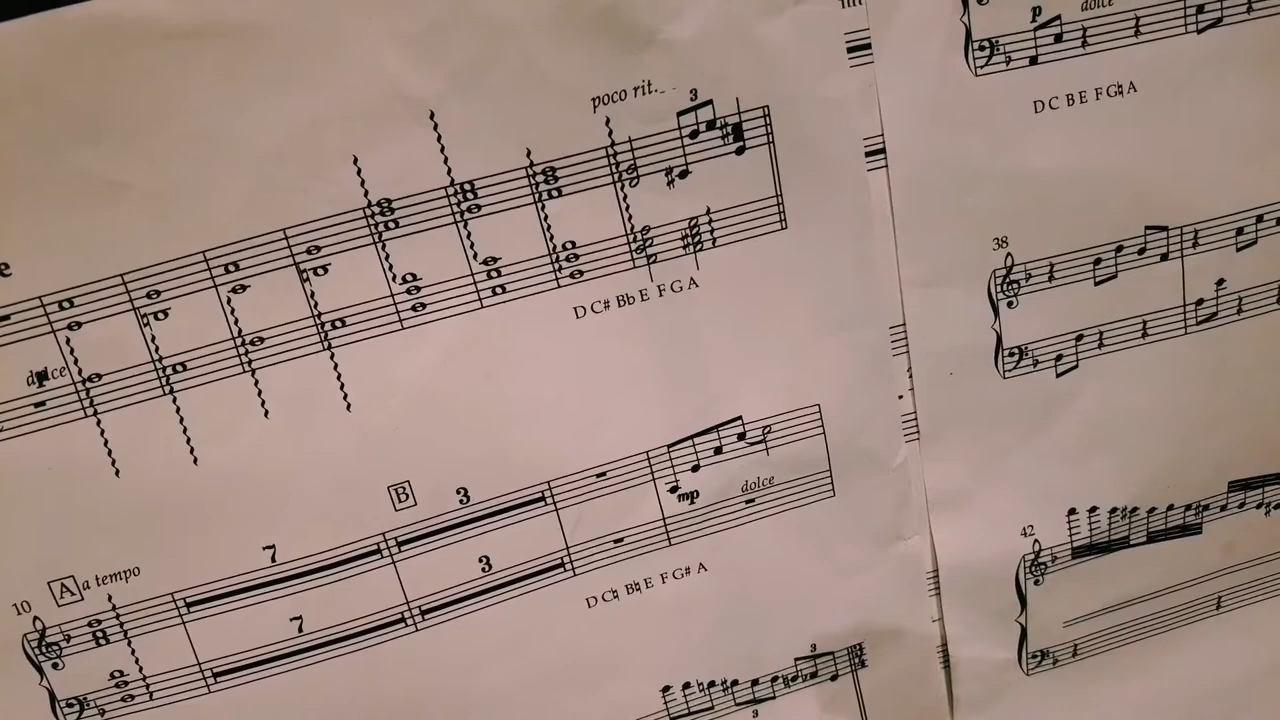 poco rit.
3
dolce
D C# Bb E F G A
B
3
7
10
A a tempo
mp dolce
3
7
D C♮ B♮ E F G# A
3
3
p dolce
D C B E F G♮ A
38
42